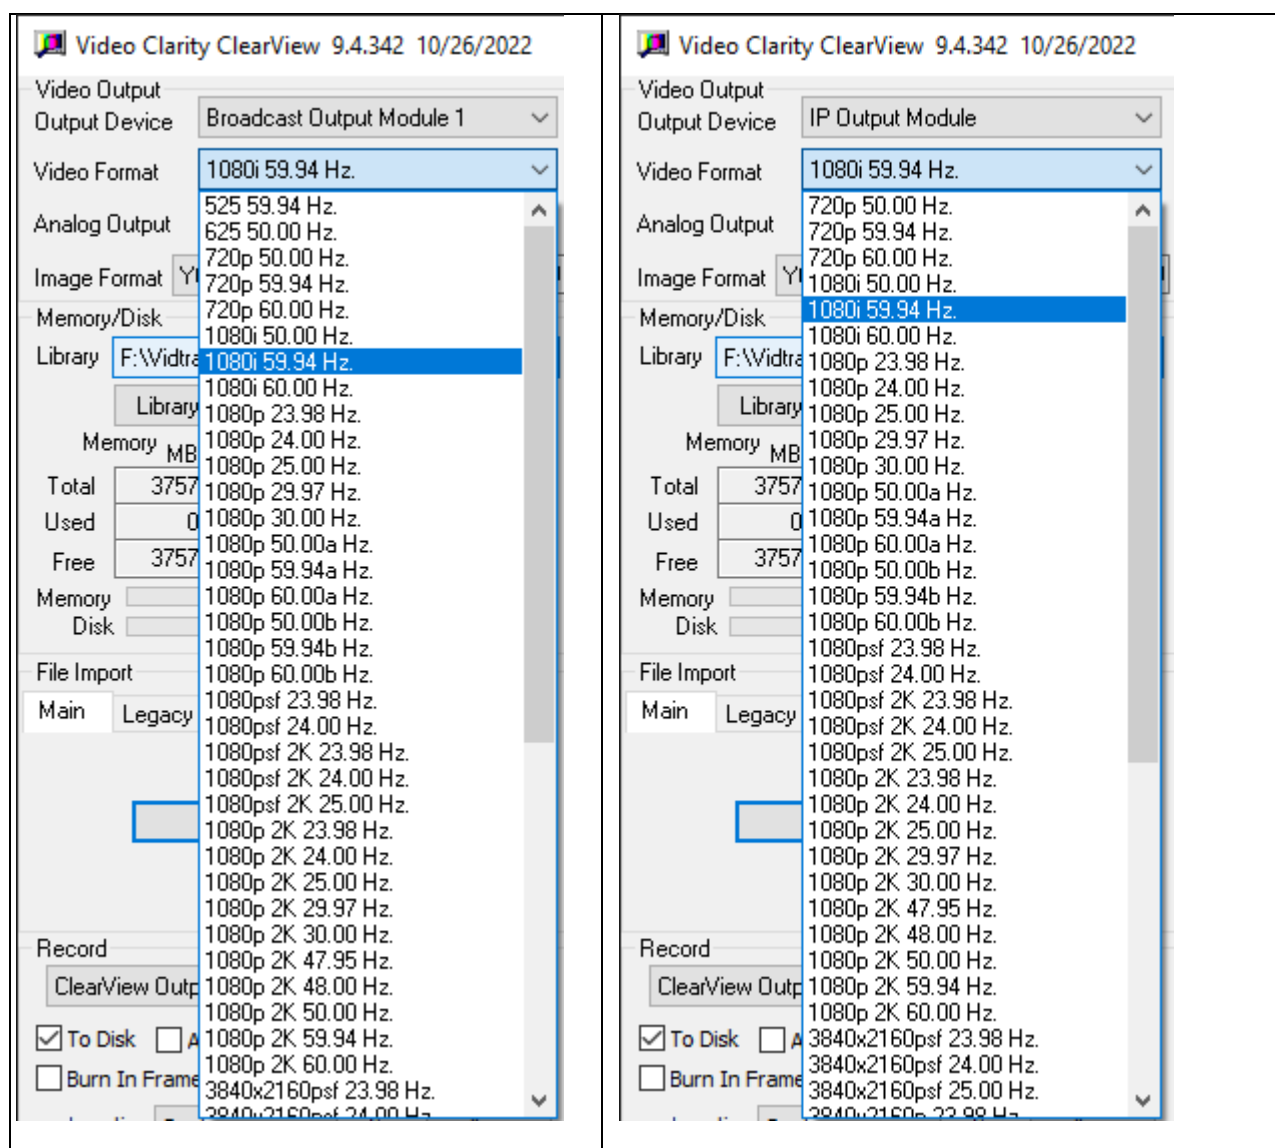 Video Clarity ClearView 9.4.342 10/26/2022
Video Output
Output Device Broadcast Output Module 1
Video Format 1080i 59.94 Hz.
525 59.94 Hz.
625 50.00 Hz.
720p 50.00 Hz.
720p 59.94 Hz.
720p 60.00 Hz.
1080i 50.00 Hz.
1080i 59.94 Hz.
1080i 60.00 Hz.
1080p 23.98 Hz.
1080p 24.00 Hz.
1080p 25.00 Hz.
1080p 29.97 Hz.
1080p 30.00 Hz.
1080p 50.00a Hz.
1080p 59.94a Hz.
1080p 60.00a Hz.
1080p 50.00b Hz.
1080p 59.94b Hz.
1080p 60.00b Hz.
1080psf 23.98 Hz.
1080psf 24.00 Hz.
1080psf 2K 23.98 Hz.
1080psf 2K 24.00 Hz.
1080psf 2K 25.00 Hz.
1080p 2K 23.98 Hz.
1080p 2K 24.00 Hz.
1080p 2K 25.00 Hz.
1080p 2K 29.97 Hz.
1080p 2K 30.00 Hz.
1080p 2K 47.95 Hz.
1080p 2K 48.00 Hz.
1080p 2K 50.00 Hz.
1080p 2K 59.94 Hz.
1080p 2K 60.00 Hz.
3840x2160psf 23.98 Hz.
3840x2160psf 24.00 Hz.
Analog Output
Image Format
Memory/Disk
Library F:\Vidtra
Library
Memory MB
Total 3757
Used 0
Free 3757
Memory
Disk
File Import
Main Legacy
Record
ClearView Outp
To Disk A
Burn In Frame
Video Clarity ClearView 9.4.342 10/26/2022
Video Output
Output Device IP Output Module
Video Format 1080i 59.94 Hz.
720p 50.00 Hz.
720p 59.94 Hz.
720p 60.00 Hz.
1080i 50.00 Hz.
1080i 59.94 Hz.
1080i 60.00 Hz.
1080p 23.98 Hz.
1080p 24.00 Hz.
1080p 25.00 Hz.
1080p 29.97 Hz.
1080p 30.00 Hz.
1080p 50.00a Hz.
1080p 59.94a Hz.
1080p 60.00a Hz.
1080p 50.00b Hz.
1080p 59.94b Hz.
1080p 60.00b Hz.
1080psf 23.98 Hz.
1080psf 24.00 Hz.
1080psf 2K 23.98 Hz.
1080psf 2K 24.00 Hz.
1080psf 2K 25.00 Hz.
1080p 2K 23.98 Hz.
1080p 2K 24.00 Hz.
1080p 2K 25.00 Hz.
1080p 2K 29.97 Hz.
1080p 2K 30.00 Hz.
1080p 2K 47.95 Hz.
1080p 2K 48.00 Hz.
1080p 2K 50.00 Hz.
1080p 2K 59.94 Hz.
1080p 2K 60.00 Hz.
3840x2160psf 23.98 Hz.
3840x2160psf 24.00 Hz.
3840x2160psf 25.00 Hz.
3840x2160p 23.98 Hz.
Analog Output
Image Format
Memory/Disk
Library F:\Vidtra
Library
Memory MB
Total 3757
Used 0
Free 3757
Memory
Disk
File Import
Main Legacy
Record
ClearView Outp
To Disk A
Burn In Frame